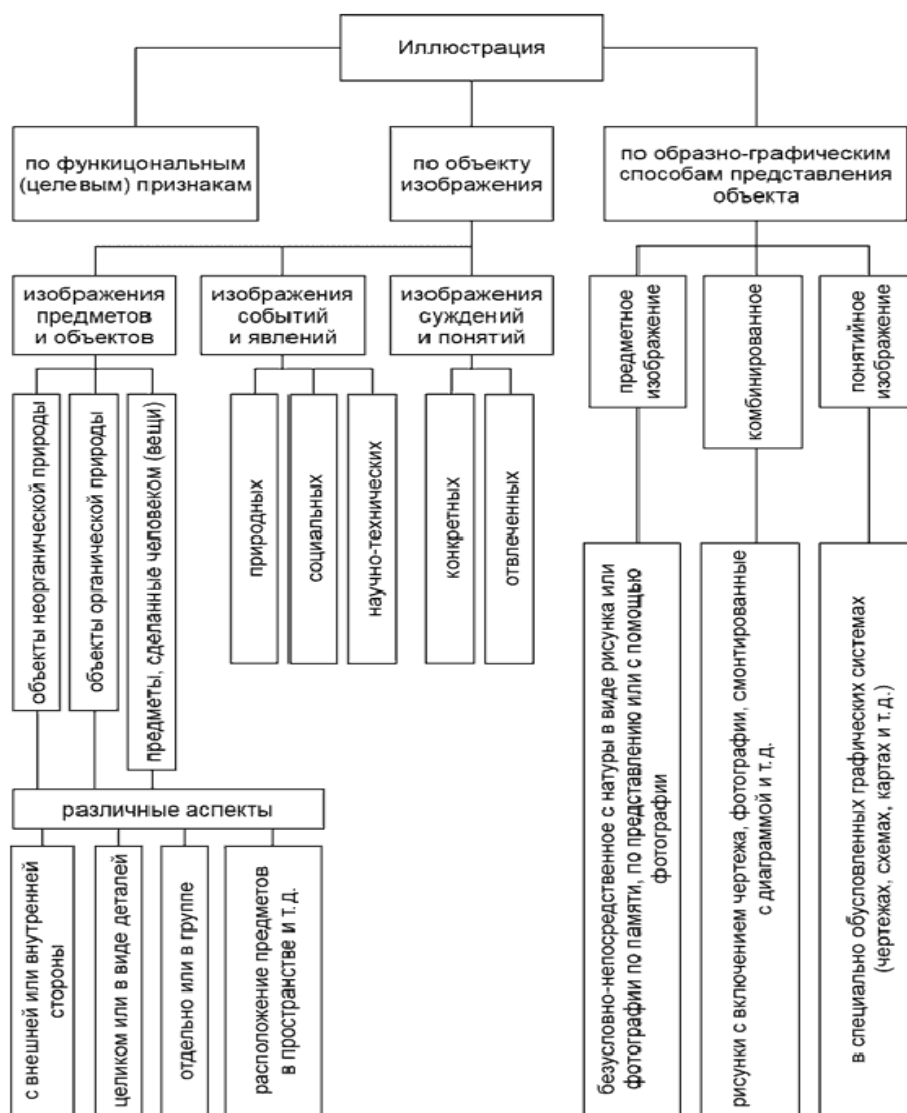 Иллюстрация
по функицональным
(целевым) признакам
по объекту
изображения
по образно-графическим
способам представления
объекта
изображения
предметов
и объектов
изображения
событий
и явлений
изображения
суждений
и понятий
предметное
изображение
комбинированное
понятийное
изображение
объекты неорганической природы
объекты органической природы
предметы, сделанные человеком (вещи)
природных
социальных
научно-технических
конкретных
отвлеченных
безусловно-непосредственное с натуры в виде рисунка или
фотографии по памяти, по представлению или с помощью
фотографии
рисунки с включением чертежа, фотографии, смонтированные
с диаграммой и т.д.
в специально обусловленных графических системах
(чертежах, схемах, картах и т.д.)
различные аспекты
с внешней или внутренней
стороны
целиком или в виде деталей
отдельно или в группе
расположение предметов
в пространстве и т.д.